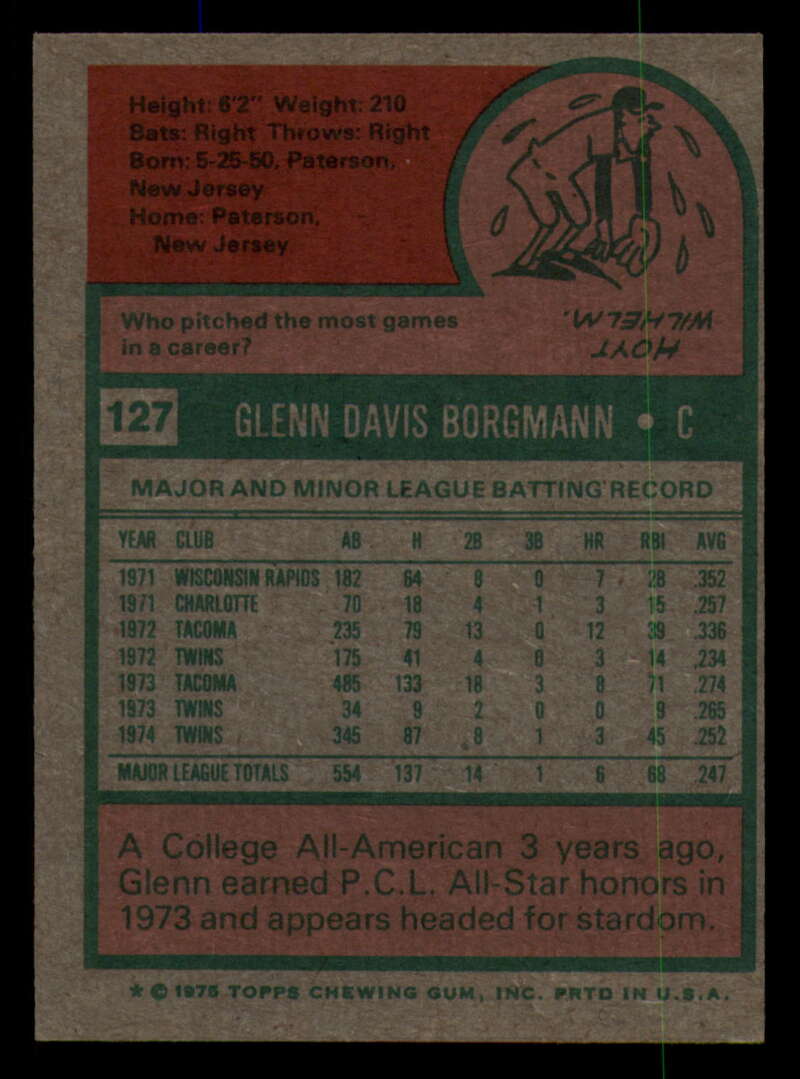 Height: 6'2" Weight: 210
Bats: Right Throws: Right
Born: 5-25-50, Paterson,
New Jersey
Home: Paterson,
New Jersey
Who pitched the most games
in a career?
HOYT
WILHELM.
127 GLENN DAVIS BORGMANN • C
MAJOR AND MINOR LEAGUE BATTING RECORD
YEAR CLUB AB H 2B 3B HR RBI AVG
1971 WISCONSIN RAPIDS 182 64 8 0 7 28 .352
1971 CHARLOTTE 70 18 4 1 3 15 .257
1972 TACOMA 235 79 13 0 12 39 .336
1972 TWINS 175 41 4 0 3 14 .234
1973 TACOMA 485 133 18 3 8 71 .274
1973 TWINS 34 9 2 0 0 9 .265
1974 TWINS 345 87 8 1 3 45 .252
MAJOR LEAGUE TOTALS 554 137 14 1 6 68 .247
A College All-American 3 years ago,
Glenn earned P.C.L. All-Star honors in
1973 and appears headed for stardom.
* © 1975 TOPPS CHEWING GUM, INC. PRTD IN U.S.A.